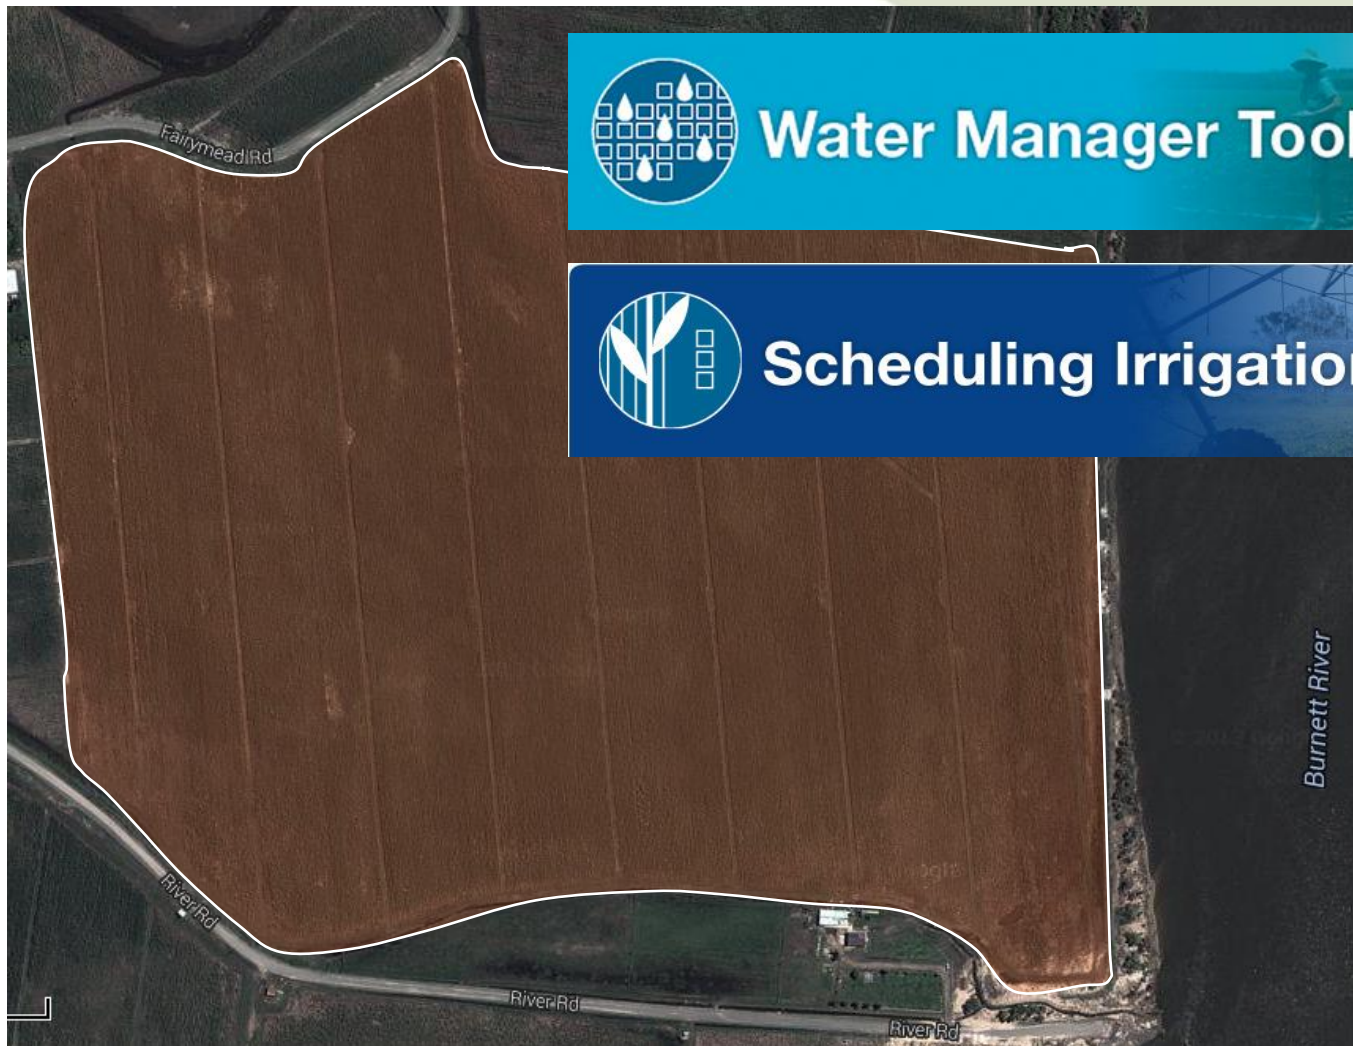 Fairymead Rd
Water Manager Tool
Scheduling Irrigation
Burnett River
River Rd
River Rd
River Rd